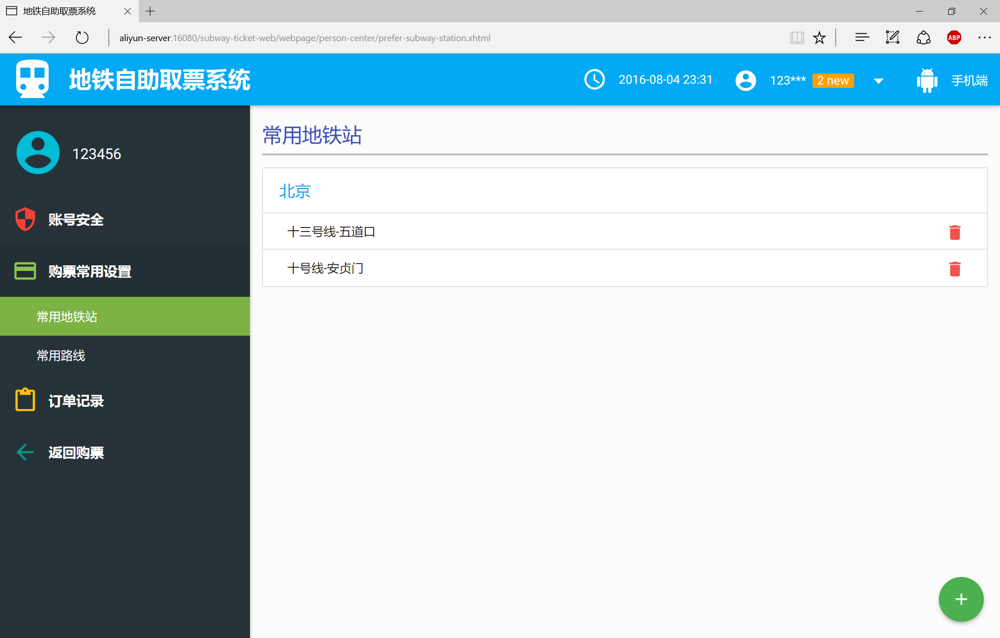 地铁自助取票系统
aliyun-server:16080/subway-ticket-web/webpage/person-center/prefer-subway-station.xhtml
ABP
地铁自助取票系统
2016-08-04 23:31
123***
2 new
手机端
123456
账号安全
购票常用设置
常用地铁站
常用路线
订单记录
返回购票
常用地铁站
北京
十三号线-五道口
十号线-安贞门